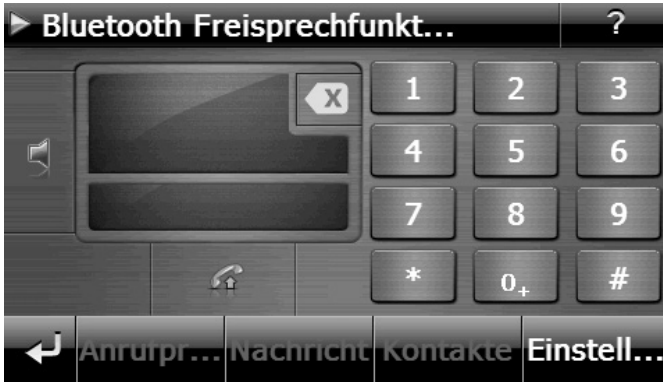 Bluetooth Freisprechfunkt... ?
X 1 2 3
4 5 6
7 8 9
* 0+ #
Anrufpr... Nachricht Kontakte Einstell...